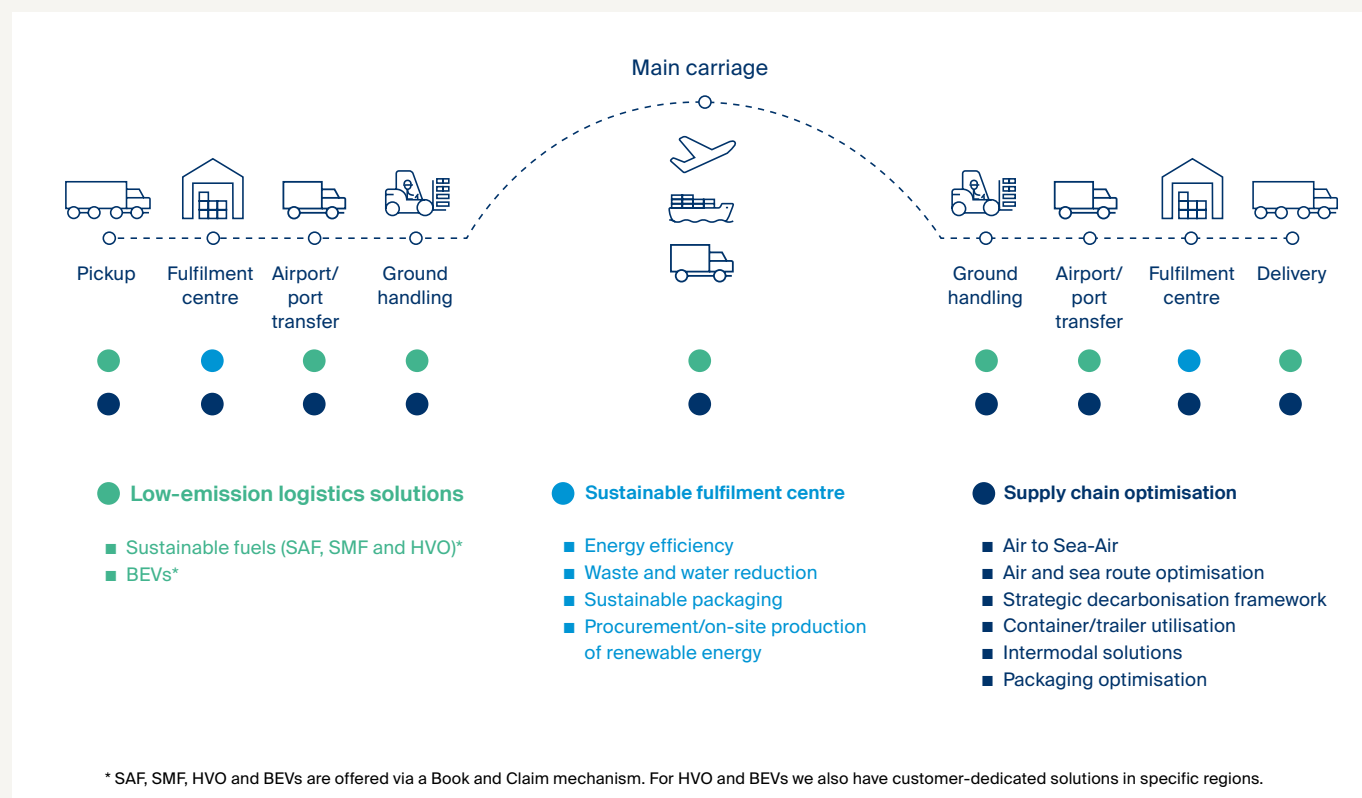 Main carriage
Pickup
Fulfilment
centre
Airport/
port
transfer
Ground
handling
Ground
handling
Airport/
port
transfer
Fulfilment
centre
Delivery
Low-emission logistics solutions
Sustainable fuels (SAF, SMF and HVO)*
BEVs*
Sustainable fulfilment centre
Energy efficiency
Waste and water reduction
Sustainable packaging
Procurement/on-site production
of renewable energy
Supply chain optimisation
Air to Sea-Air
Air and sea route optimisation
Strategic decarbonisation framework
Container/trailer utilisation
Intermodal solutions
Packaging optimisation
* SAF, SMF, HVO and BEVs are offered via a Book and Claim mechanism. For HVO and BEVs we also have customer-dedicated solutions in specific regions.